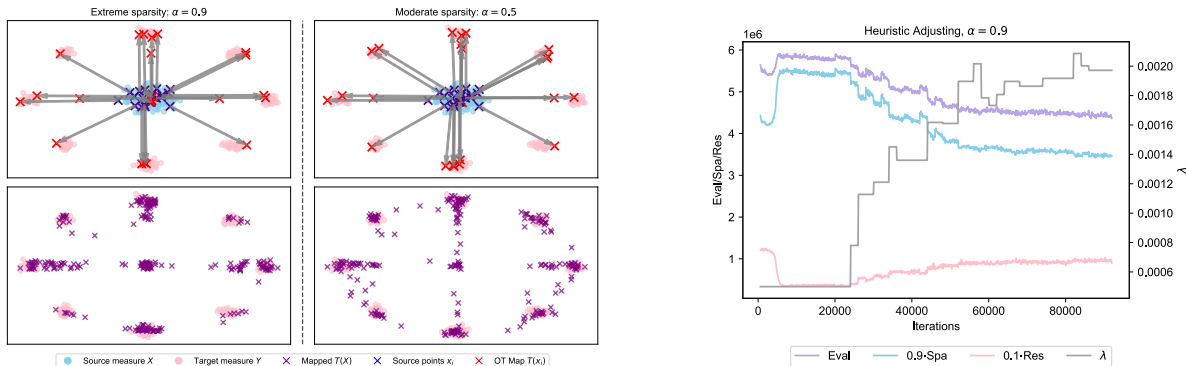 Extreme sparsity: α = 0.9
Moderate sparsity: α = 0.5
Source measure X
Target measure Y
Mapped T(X)
Source points xᵢ
OT Map T(xᵢ)
Heuristic Adjusting, α = 0.9
1e6
6
5
4
3
2
1
Eval/Spa/Res
0.0020
0.0018
0.0016
0.0014
0.0012
0.0010
0.0008
0.0006
λ
0
20000
40000
60000
80000
Iterations
Eval
0.9·Spa
0.1·Res
λ